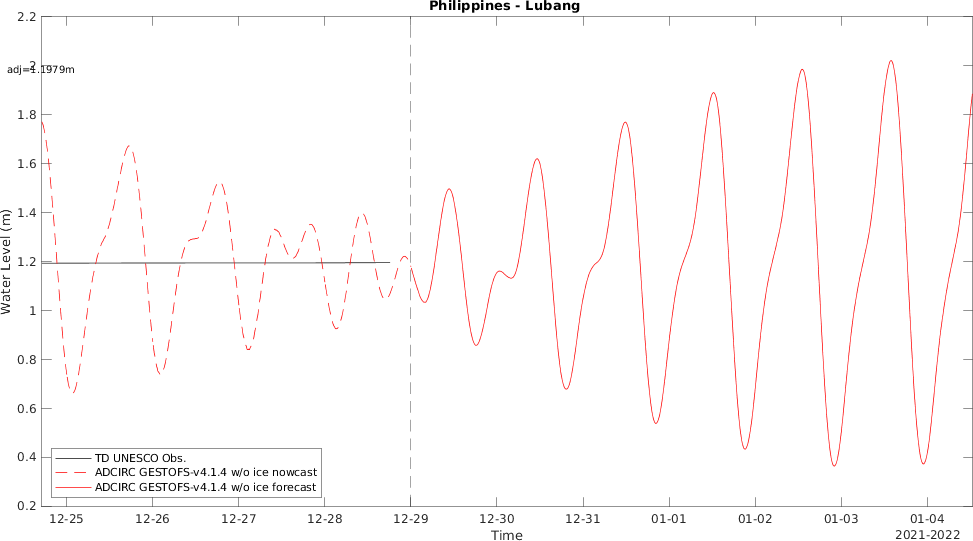 Philippines - Lubang
2.2
2
adj=1.1979m
1.8
1.6
1.4
1.2
1
0.8
0.6
0.4
0.2
Water Level (m)
TD UNESCO Obs.
ADCIRC GESTOFS-v4.1.4 w/o ice nowcast
ADCIRC GESTOFS-v4.1.4 w/o ice forecast
12-25 12-26 12-27 12-28 12-29 12-30 12-31 01-01 01-02 01-03 01-04
Time
2021-2022